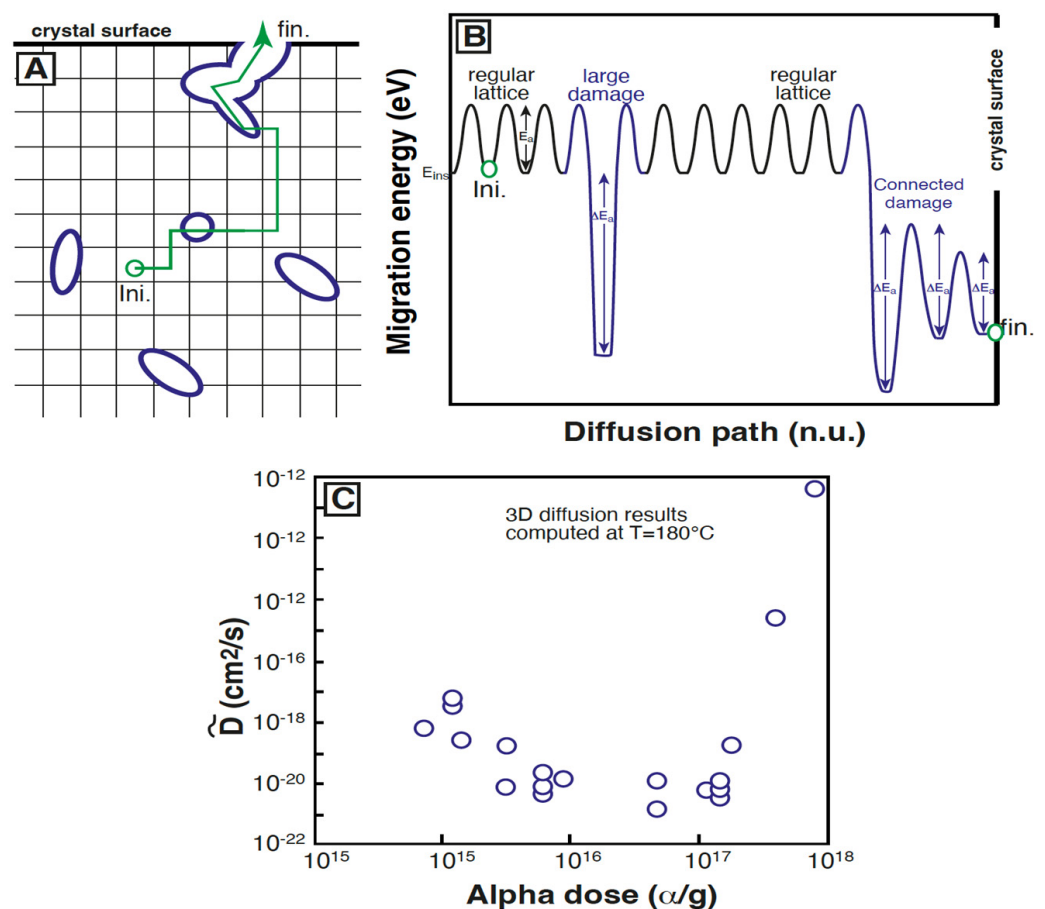 crystal surface
fin.
A
Ini.
B
Migration energy (eV)
regular
lattice
large
damage
regular
lattice
Ea
Eins
Ini.
ΔEa
Connected
damage
ΔEa
ΔEa
ΔEa
fin.
crystal surface
Diffusion path (n.u.)
C
3D diffusion results
computed at T=180°C
D̃ (cm2/s)
10-12
10-12
10-12
10-16
10-18
10-20
10-22
1015
1015
1016
1017
1018
Alpha dose (α/g)